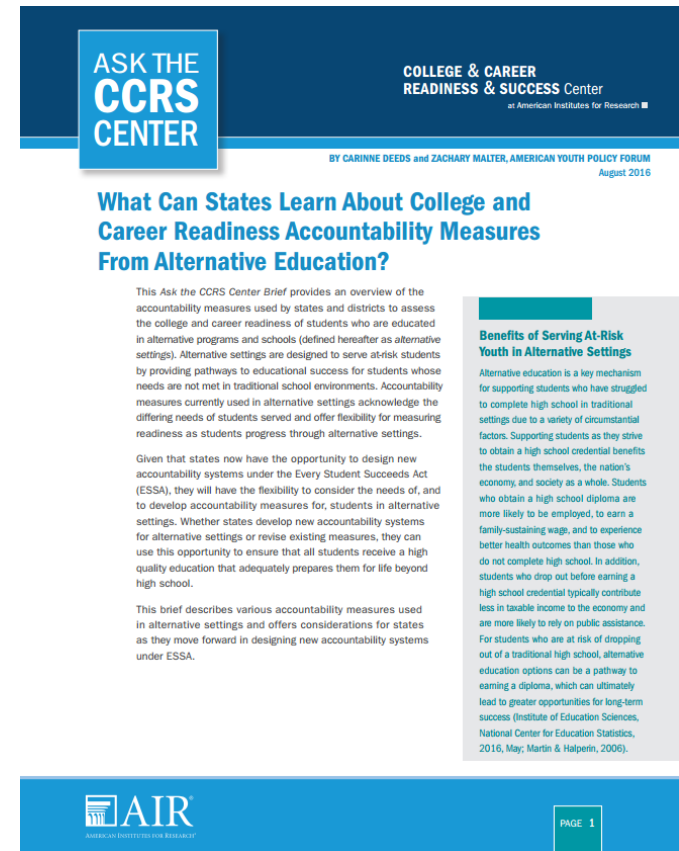 ASK THE
CCRS
CENTER
COLLEGE & CAREER
READINESS & SUCCESS Center
at American Institutes for Research
BY CARINNE DEEDS and ZACHARY MALTER, AMERICAN YOUTH POLICY FORUM
August 2016
What Can States Learn About College and
Career Readiness Accountability Measures
From Alternative Education?
This Ask the CCRS Center Brief provides an overview of the
accountability measures used by states and districts to assess
the college and career readiness of students who are educated
in alternative programs and schools (defined hereafter as alternative
settings). Alternative settings are designed to serve at-risk students
by providing pathways to educational success for students whose
needs are not met in traditional school environments. Accountability
measures currently used in alternative settings acknowledge the
differing needs of students served and offer flexibility for measuring
readiness as students progress through alternative settings.
Given that states now have the opportunity to design new
accountability systems under the Every Student Succeeds Act
(ESSA), they will have the flexibility to consider the needs of, and
to develop accountability measures for, students in alternative
settings. Whether states develop new accountability systems
for alternative settings or revise existing measures, they can
use this opportunity to ensure that all students receive a high
quality education that adequately prepares them for life beyond
high school.
This brief describes various accountability measures used
in alternative settings and offers considerations for states
as they move forward in designing new accountability systems
under ESSA.
Benefits of Serving At-Risk
Youth in Alternative Settings
Alternative education is a key mechanism
for supporting students who have struggled
to complete high school in traditional
settings due to a variety of circumstantial
factors. Supporting students as they strive
to obtain a high school credential benefits
the students themselves, the nation's
economy, and society as a whole. Students
who obtain a high school diploma are
more likely to be employed, to earn a
family-sustaining wage, and to experience
better health outcomes than those who
do not complete high school. In addition,
students who drop out before earning a
high school credential typically contribute
less in taxable income to the economy and
are more likely to rely on public assistance.
For students who are at risk of dropping
out of a traditional high school, alternative
education options can be a pathway to
earning a diploma, which can ultimately
lead to greater opportunities for long-term
success (Institute of Education Sciences,
National Center for Education Statistics,
2016, May; Martin & Halperin, 2006).
AIR®
AMERICAN INSTITUTES FOR RESEARCH®
PAGE 1